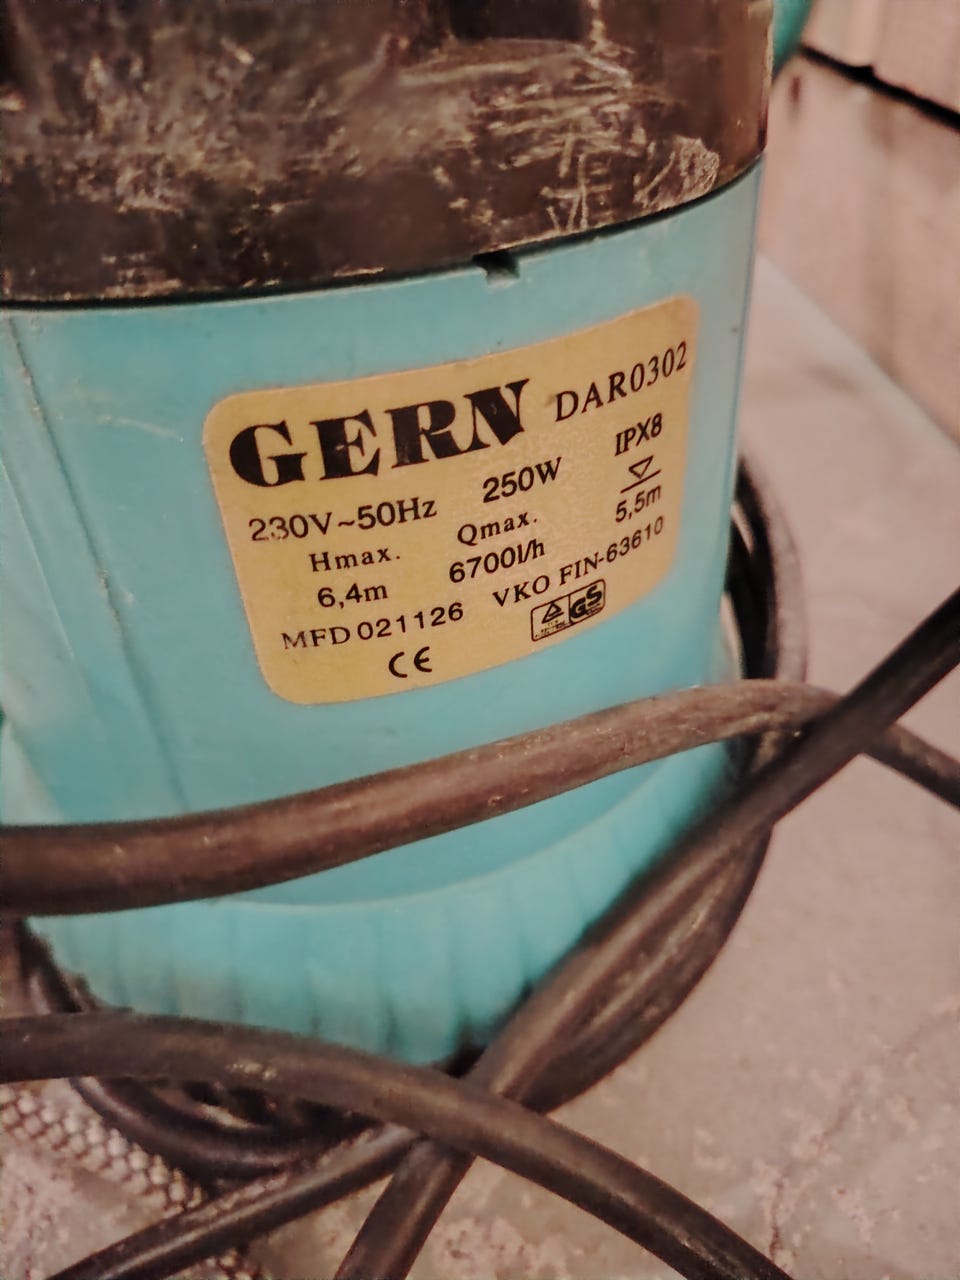 GERN DAR0302
230V~50Hz 250W IPX8
Hmax. Qmax.
6,4m 6700l/h 5,5m
MFD 021126 VKO FIN-63610
CE GS